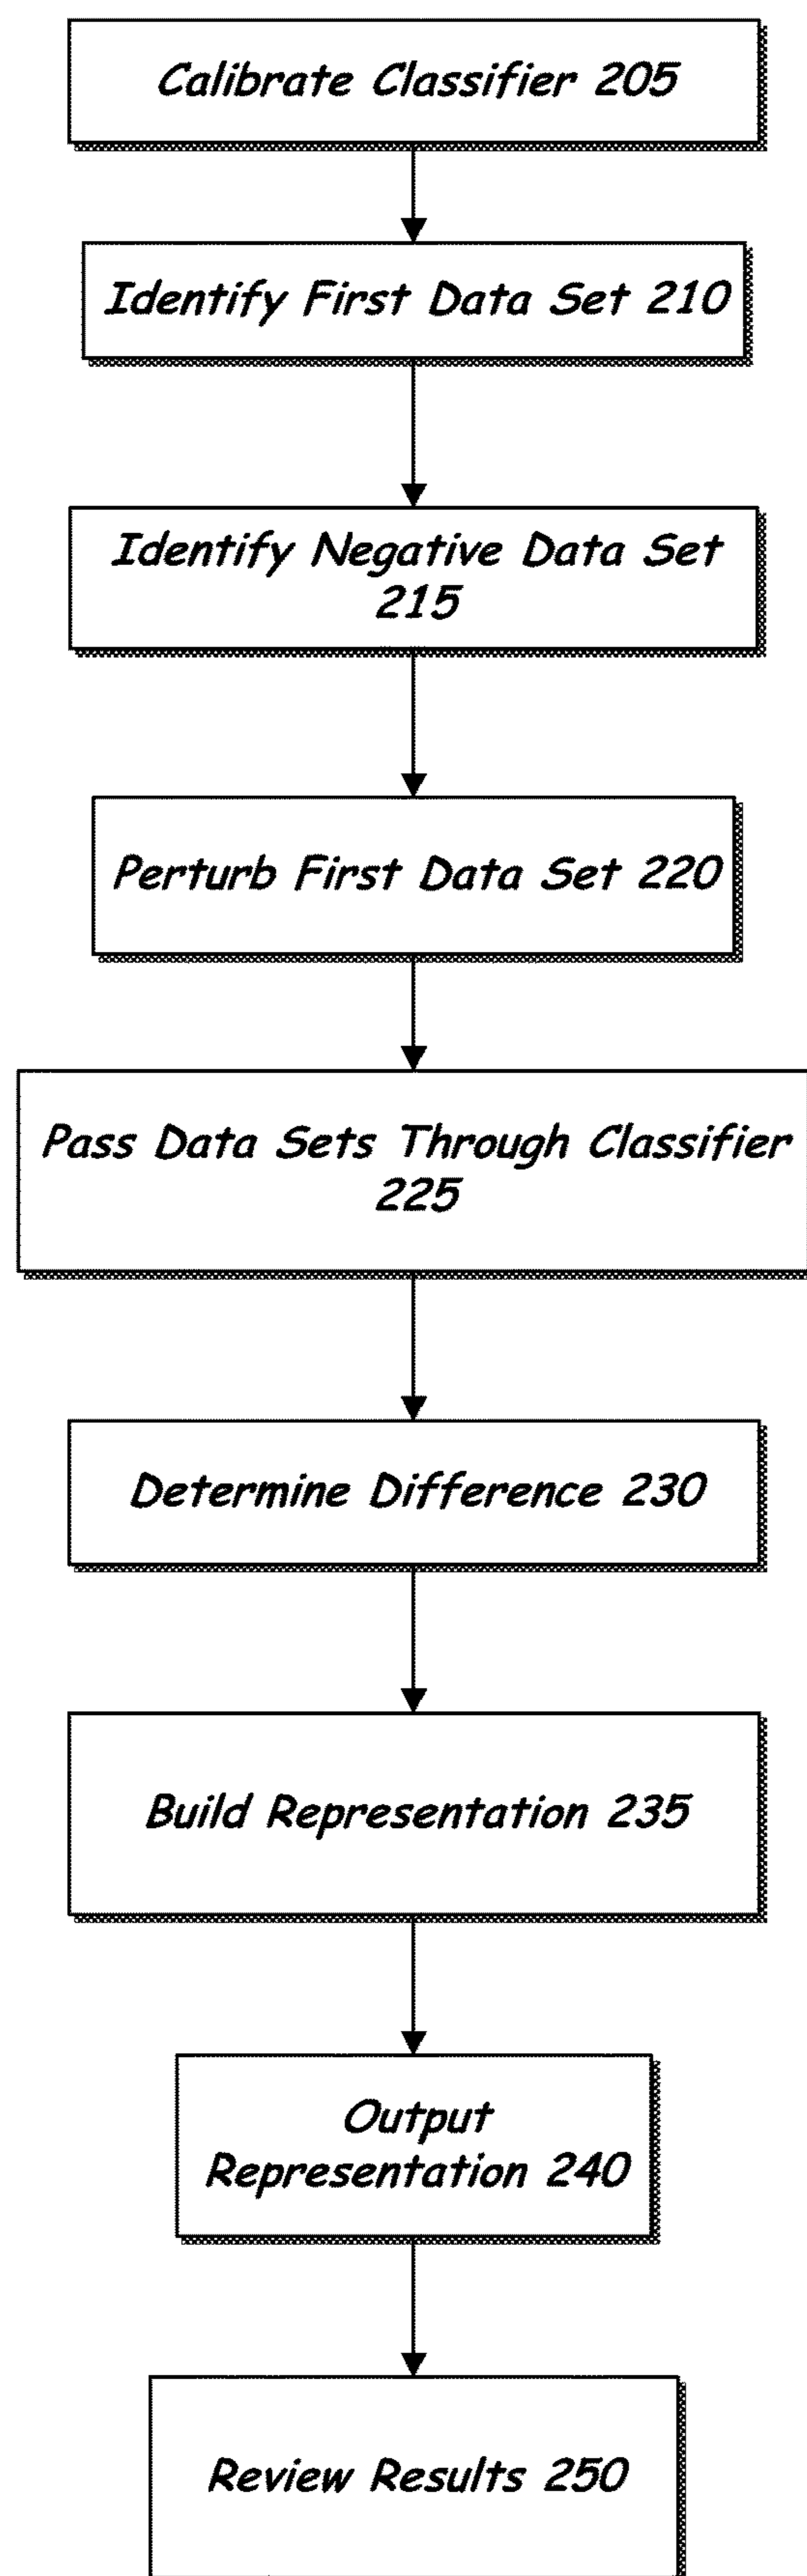 Calibrate Classifier 205
Identify First Data Set 210
Identify Negative Data Set
215
Perturb First Data Set 220
Pass Data Sets Through Classifier
225
Determine Difference 230
Build Representation 235
Output
Representation 240
Review Results 250